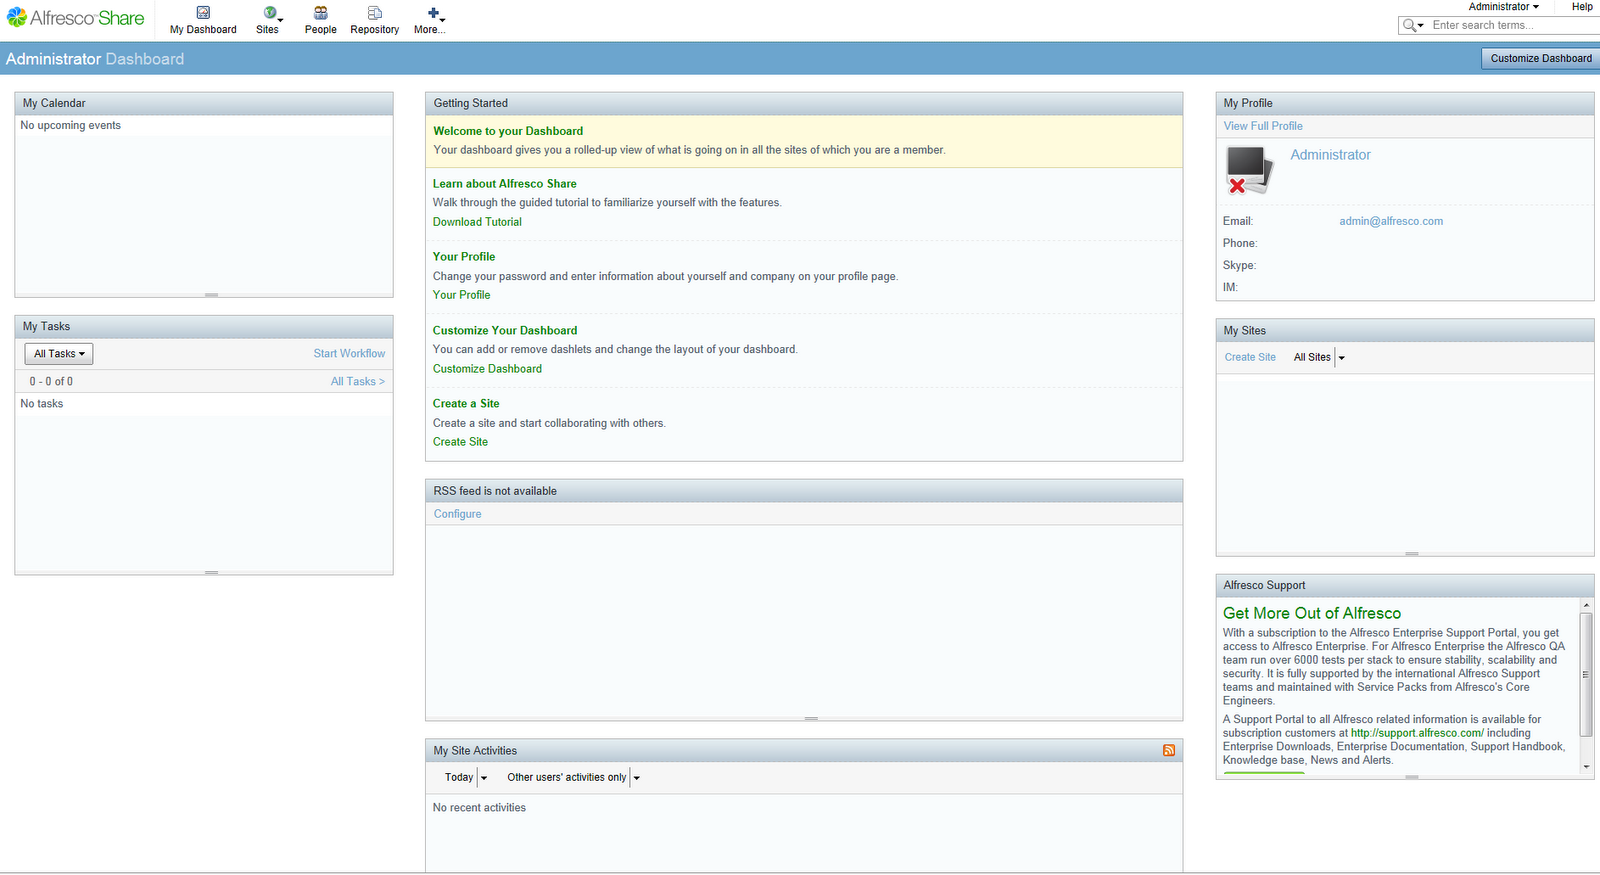 Alfresco Share
My Dashboard
Sites
People
Repository
More...
Administrator
Help
Enter search terms...
Administrator Dashboard
Customize Dashboard
My Calendar
No upcoming events
My Tasks
All Tasks
Start Workflow
0 - 0 of 0
All Tasks >
No tasks
Getting Started
Welcome to your Dashboard
Your dashboard gives you a rolled-up view of what is going on in all the sites of which you are a member.
Learn about Alfresco Share
Walk through the guided tutorial to familiarize yourself with the features.
Download Tutorial
Your Profile
Change your password and enter information about yourself and company on your profile page.
Your Profile
Customize Your Dashboard
You can add or remove dashlets and change the layout of your dashboard.
Customize Dashboard
Create a Site
Create a site and start collaborating with others.
Create Site
RSS feed is not available
Configure
My Site Activities
Today
Other users' activities only
No recent activities
My Profile
View Full Profile
Administrator
Email:
admin@alfresco.com
Phone:
Skype:
IM:
My Sites
Create Site
All Sites
Alfresco Support
Get More Out of Alfresco
With a subscription to the Alfresco Enterprise Support Portal, you get
access to Alfresco Enterprise. For Alfresco Enterprise the Alfresco QA
team run over 6000 tests per stack to ensure stability, scalability and
security. It is fully supported by the international Alfresco Support
teams and maintained with Service Packs from Alfresco's Core
Engineers.
A Support Portal to all Alfresco related information is available for
subscription customers at http://support.alfresco.com/ including
Enterprise Downloads, Enterprise Documentation, Support Handbook,
Knowledge base, News and Alerts.